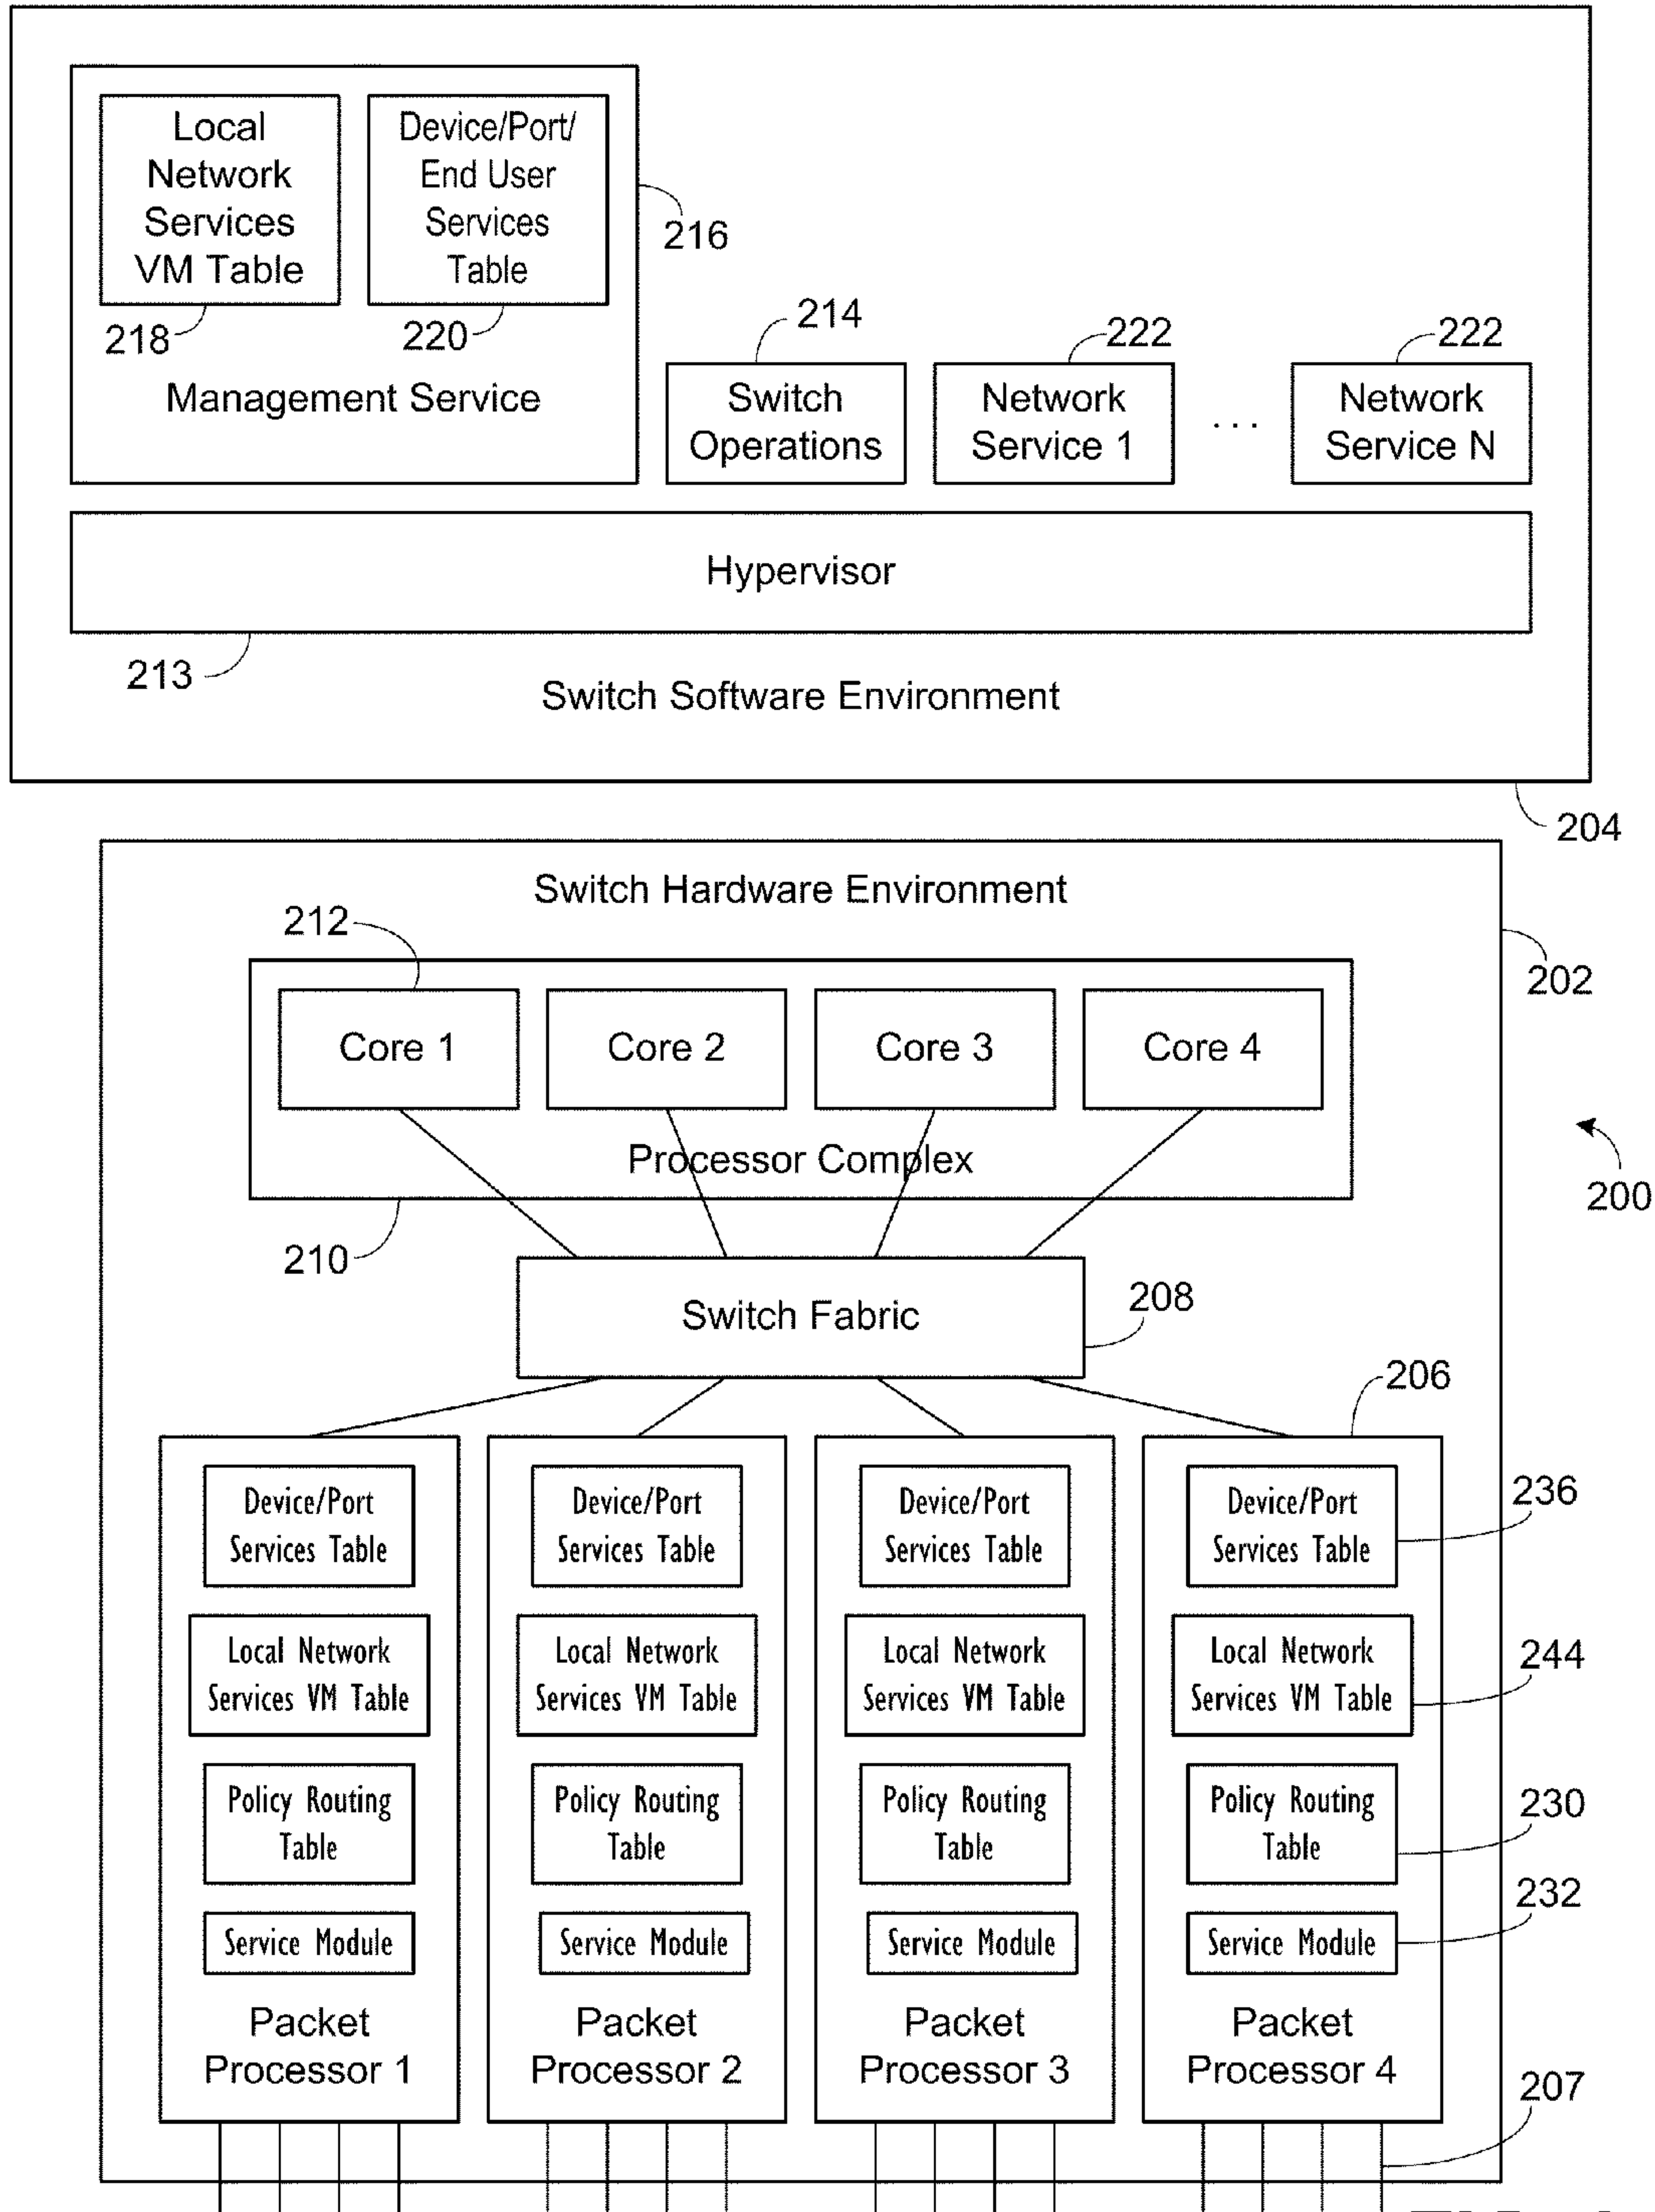 Local
Network
Services
VM Table
218
Device/Port/
End User
Services
Table
220
216
Management Service
214
Switch
Operations
222
Network
Service 1
...
222
Network
Service N
Hypervisor
213
Switch Software Environment
204
Switch Hardware Environment
202
212
Core 1
Core 2
Core 3
Core 4
Processor Complex
210
200
Switch Fabric
208
206
Device/Port
Services Table
Local Network
Services VM Table
Policy Routing
Table
Service Module
Packet
Processor 1
Device/Port
Services Table
Local Network
Services VM Table
Policy Routing
Table
Service Module
Packet
Processor 2
Device/Port
Services Table
Local Network
Services VM Table
Policy Routing
Table
Service Module
Packet
Processor 3
Device/Port
Services Table
236
Local Network
Services VM Table
244
Policy Routing
Table
230
Service Module
232
Packet
Processor 4
207